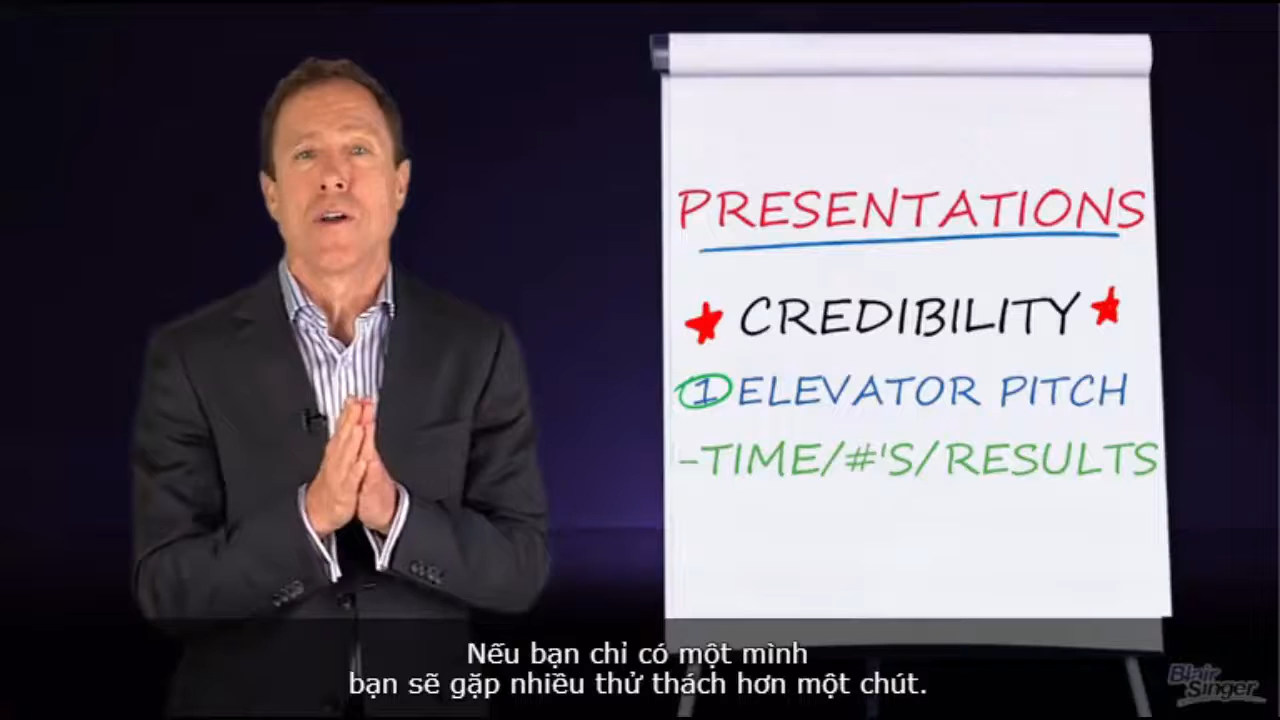 PRESENTATIONS
CREDIBILITY
1 ELEVATOR PITCH
-TIME/#'S/RESULTS
Nếu bạn chỉ có một mình
bạn sẽ gặp nhiều thử thách hơn một chút.
Blair
Singer